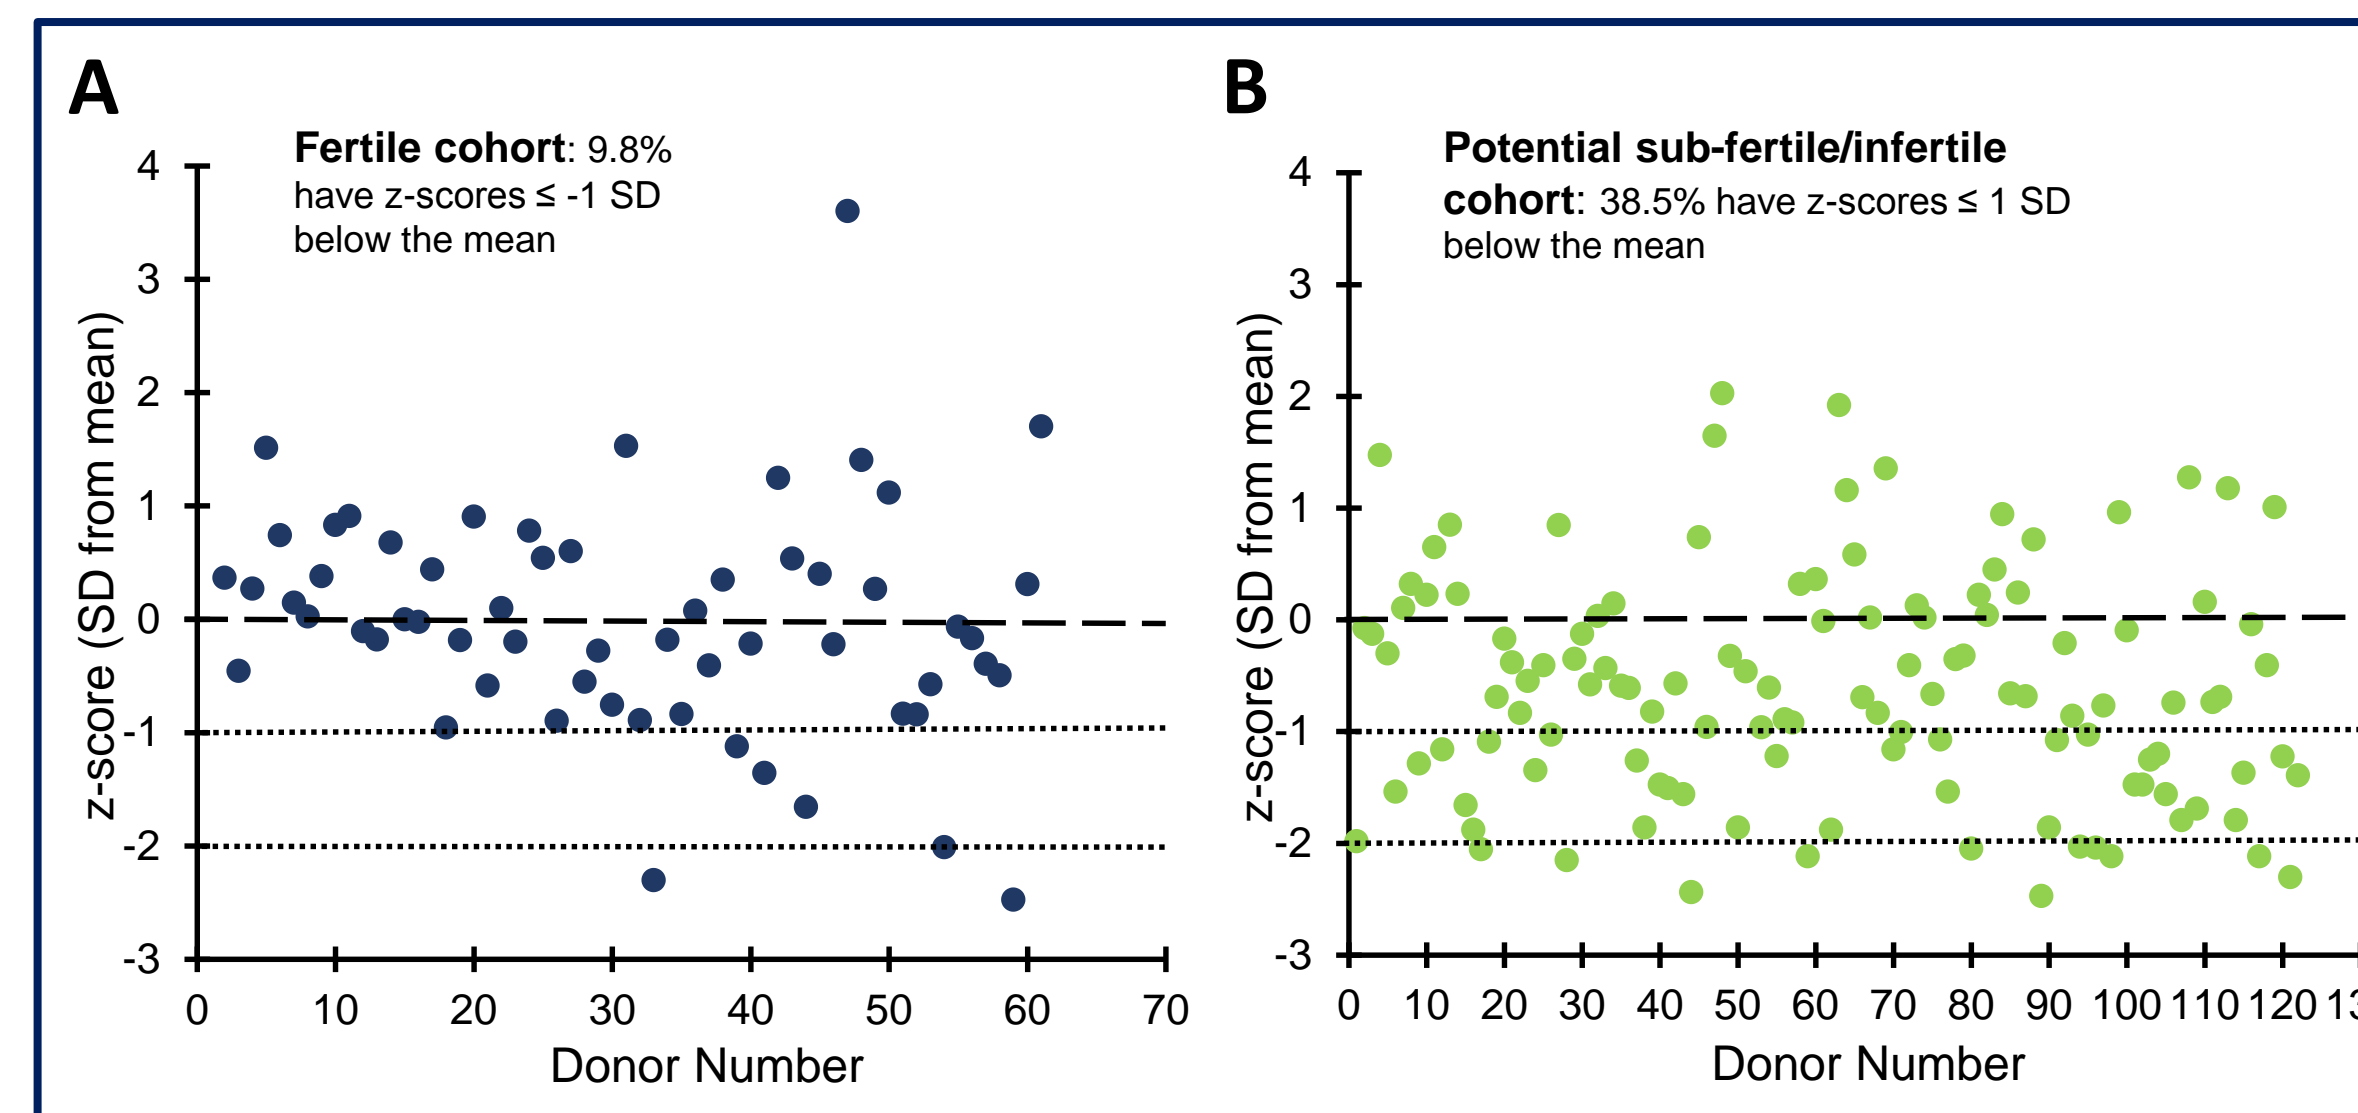 A
Fertile cohort: 9.8%
have z-scores ≤ -1 SD
below the mean
4
3
2
1
0
-1
-2
-3
z-score (SD from mean)
0 10 20 30 40 50 60 70
Donor Number
B
Potential sub-fertile/infertile
cohort: 38.5% have z-scores ≤ 1 SD
below the mean
4
3
2
1
0
-1
-2
-3
z-score (SD from mean)
0 10 20 30 40 50 60 70 80 90 100 110 120
Donor Number